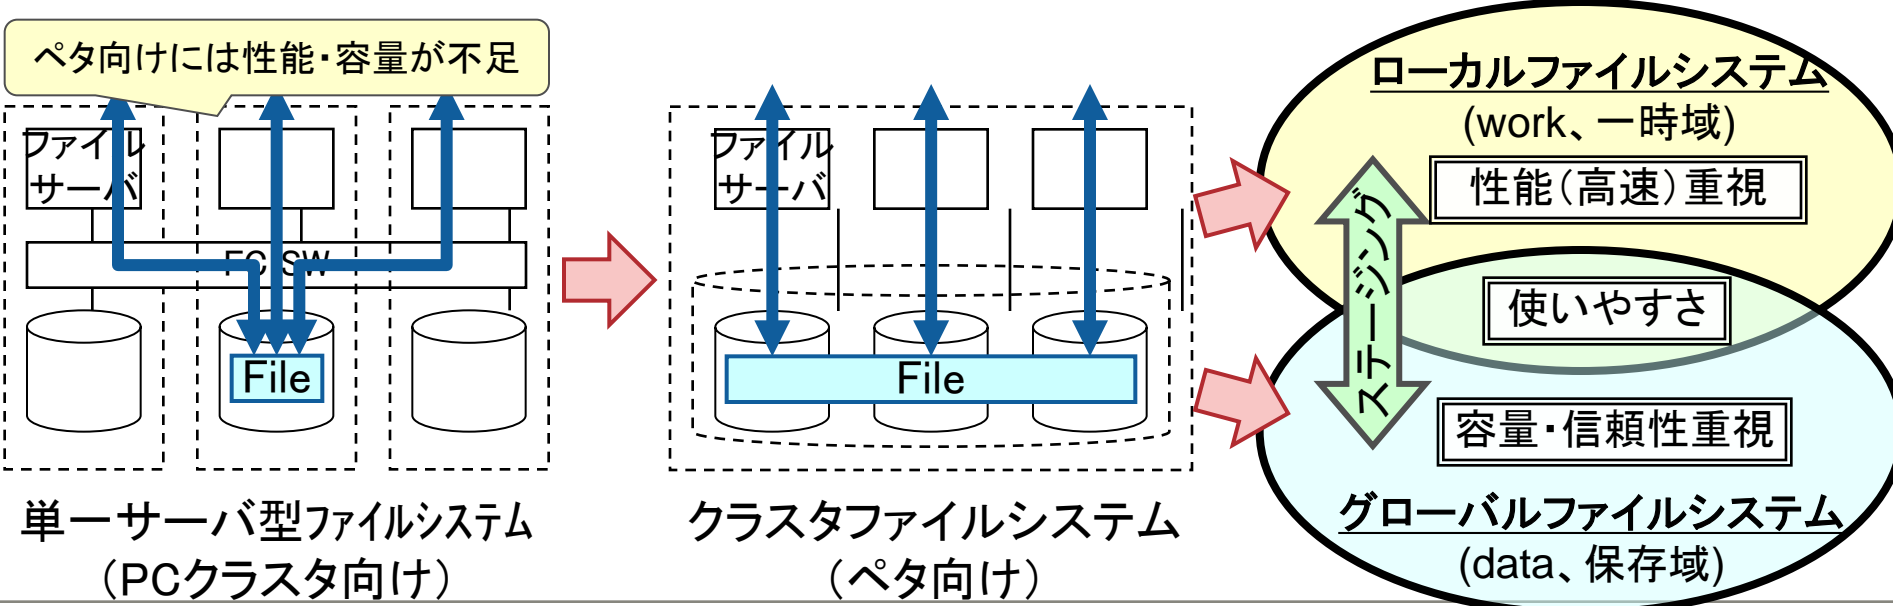 ペタ向けには性能・容量が不足
ファイル
サーバ
FC SW
File
単一サーバ型ファイルシステム
（PCクラスタ向け）
ファイル
サーバ
File
クラスタファイルシステム
（ペタ向け）
ローカルファイルシステム
(work、一時域)
性能（高速）重視
ステージング
使いやすさ
容量・信頼性重視
グローバルファイルシステム
(data、保存域)